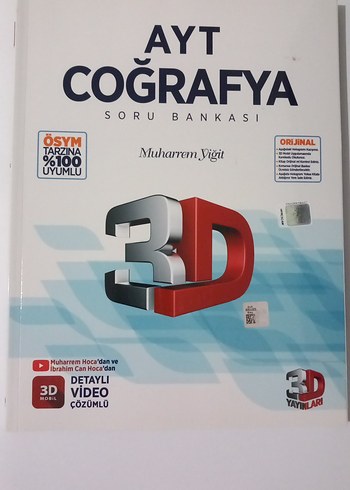 AYT
COĞRAFYA
SORU BANKASI
ÖSYM
TARZINA
%100
UYUMLU
Muharrem Yiğit
ORİJİNAL
3D
Muharrem Hoca'dan ve
İbrahim Can Hoca'dan
3D
MOBİL
DETAYLI
VİDEO
ÇÖZÜMLÜ
3D
YAYINLARI